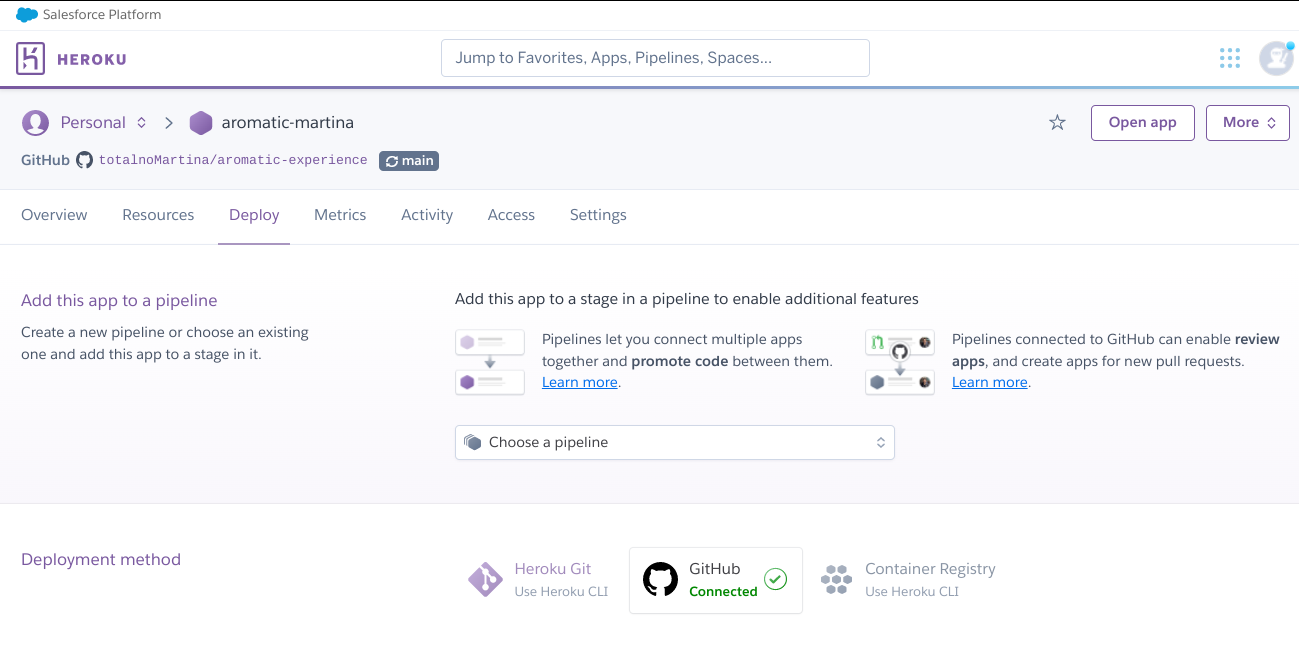 Salesforce Platform
HEROKU
Jump to Favorites, Apps, Pipelines, Spaces...
Personal
aromatic-martina
Open app
More
GitHub totalnoMartina/aromatic-experience main
Overview Resources Deploy Metrics Activity Access Settings
Add this app to a pipeline
Create a new pipeline or choose an existing
one and add this app to a stage in it.
Add this app to a stage in a pipeline to enable additional features
Pipelines let you connect multiple apps
together and promote code between them.
Learn more.
Pipelines connected to GitHub can enable review
apps, and create apps for new pull requests.
Learn more.
Choose a pipeline
Deployment method
Heroku Git
Use Heroku CLI
GitHub
Connected
Container Registry
Use Heroku CLI